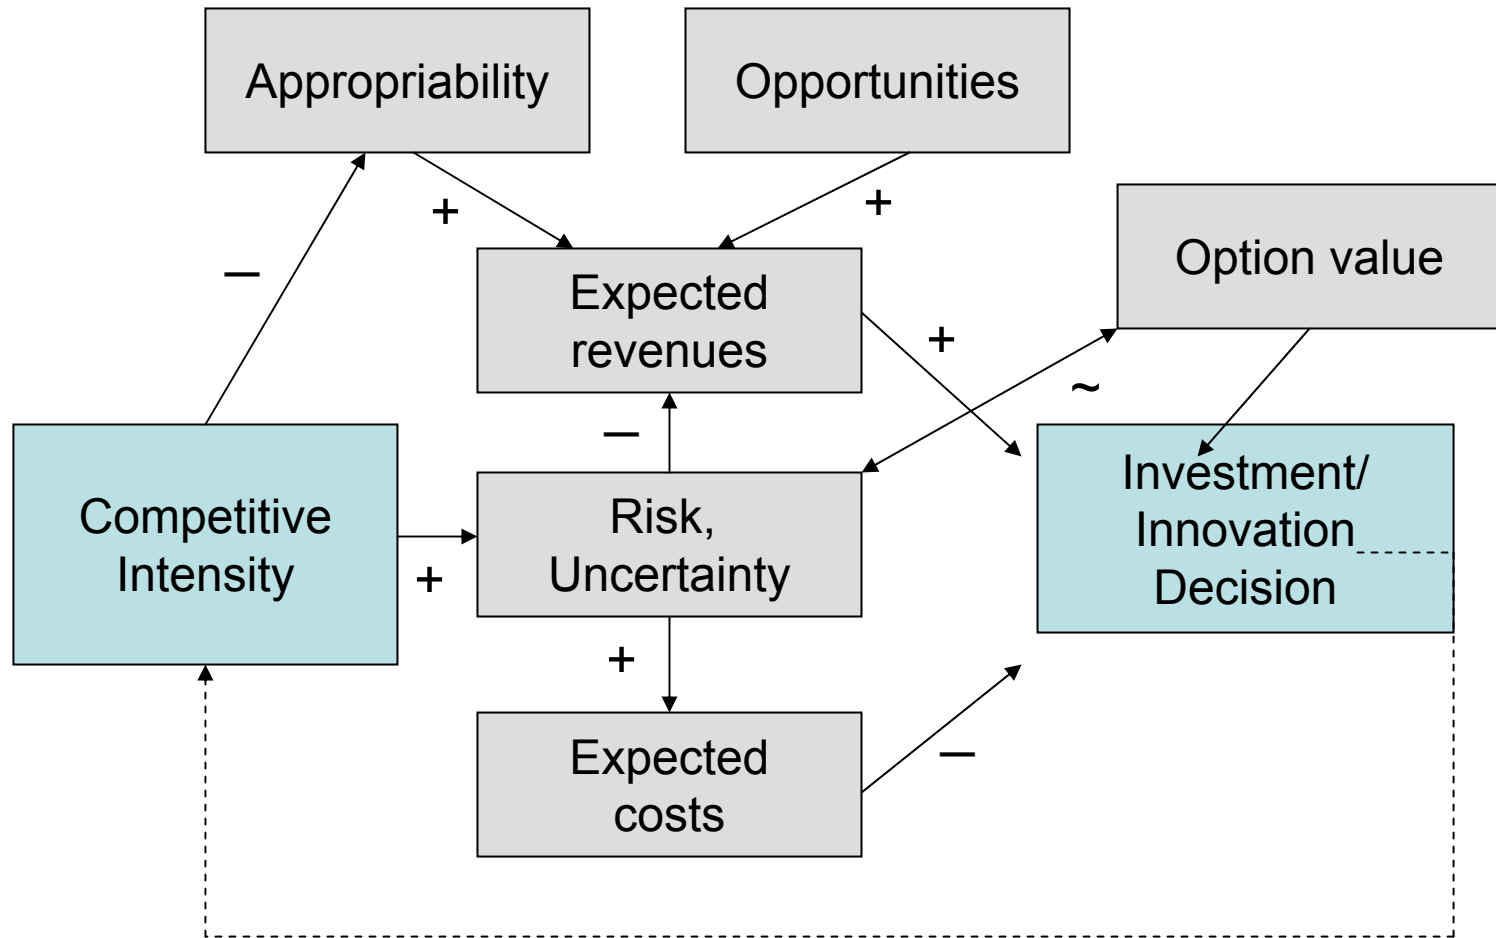 Appropriability
Opportunities
+
+
Option value
–
Expected
revenues
+
~
–
Competitive
Intensity
Risk,
Uncertainty
Investment/
Innovation
Decision
+
+
Expected
costs
–